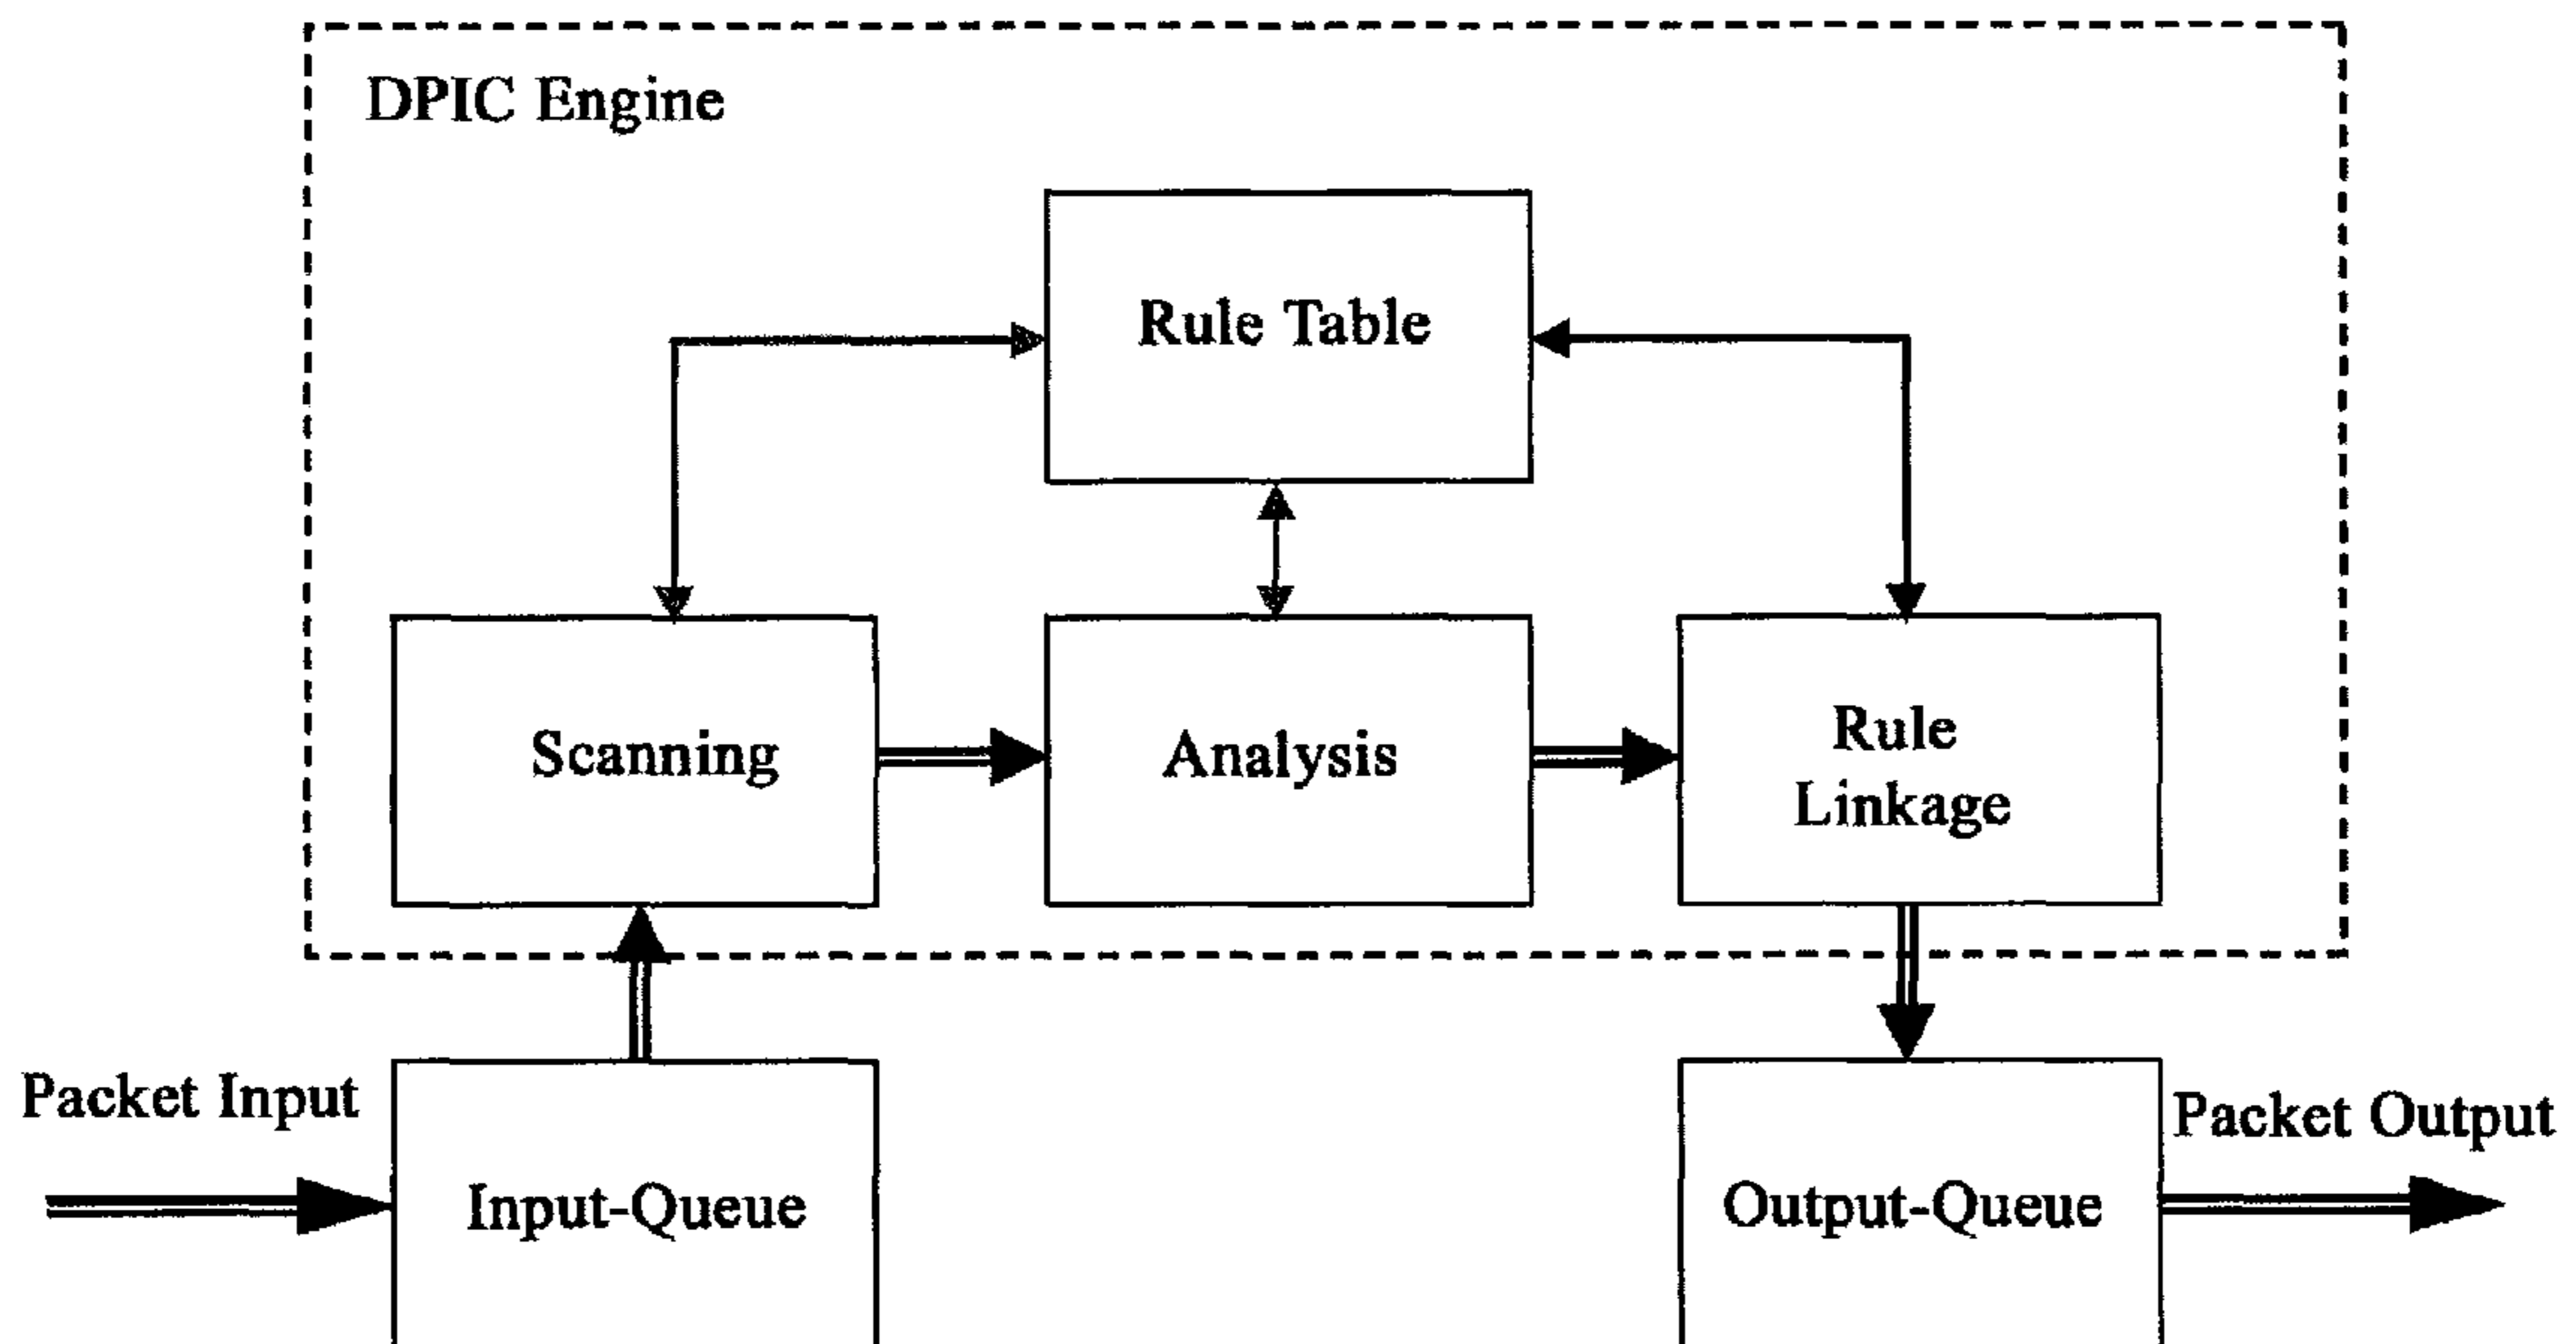 DPIC Engine
Rule Table
Scanning
Analysis
Rule
Linkage
Packet Input
Input-Queue
Output-Queue
Packet Output